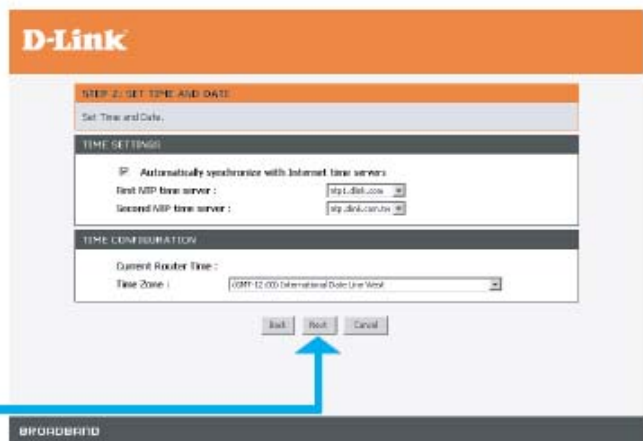 D-Link
STEP 2: SET TIME AND DATE
Set Time and Date.
TIME SETTINGS
Automatically synchronize with Internet time servers
First NTP time server :
ntp1.dlink.com
Second NTP time server :
ntp.dlink.com.tw
TIME CONFIGURATION
Current Router Time :
Time Zone :
(GMT-12:00) International Date Line West
Back Next Cancel
BROADBAND